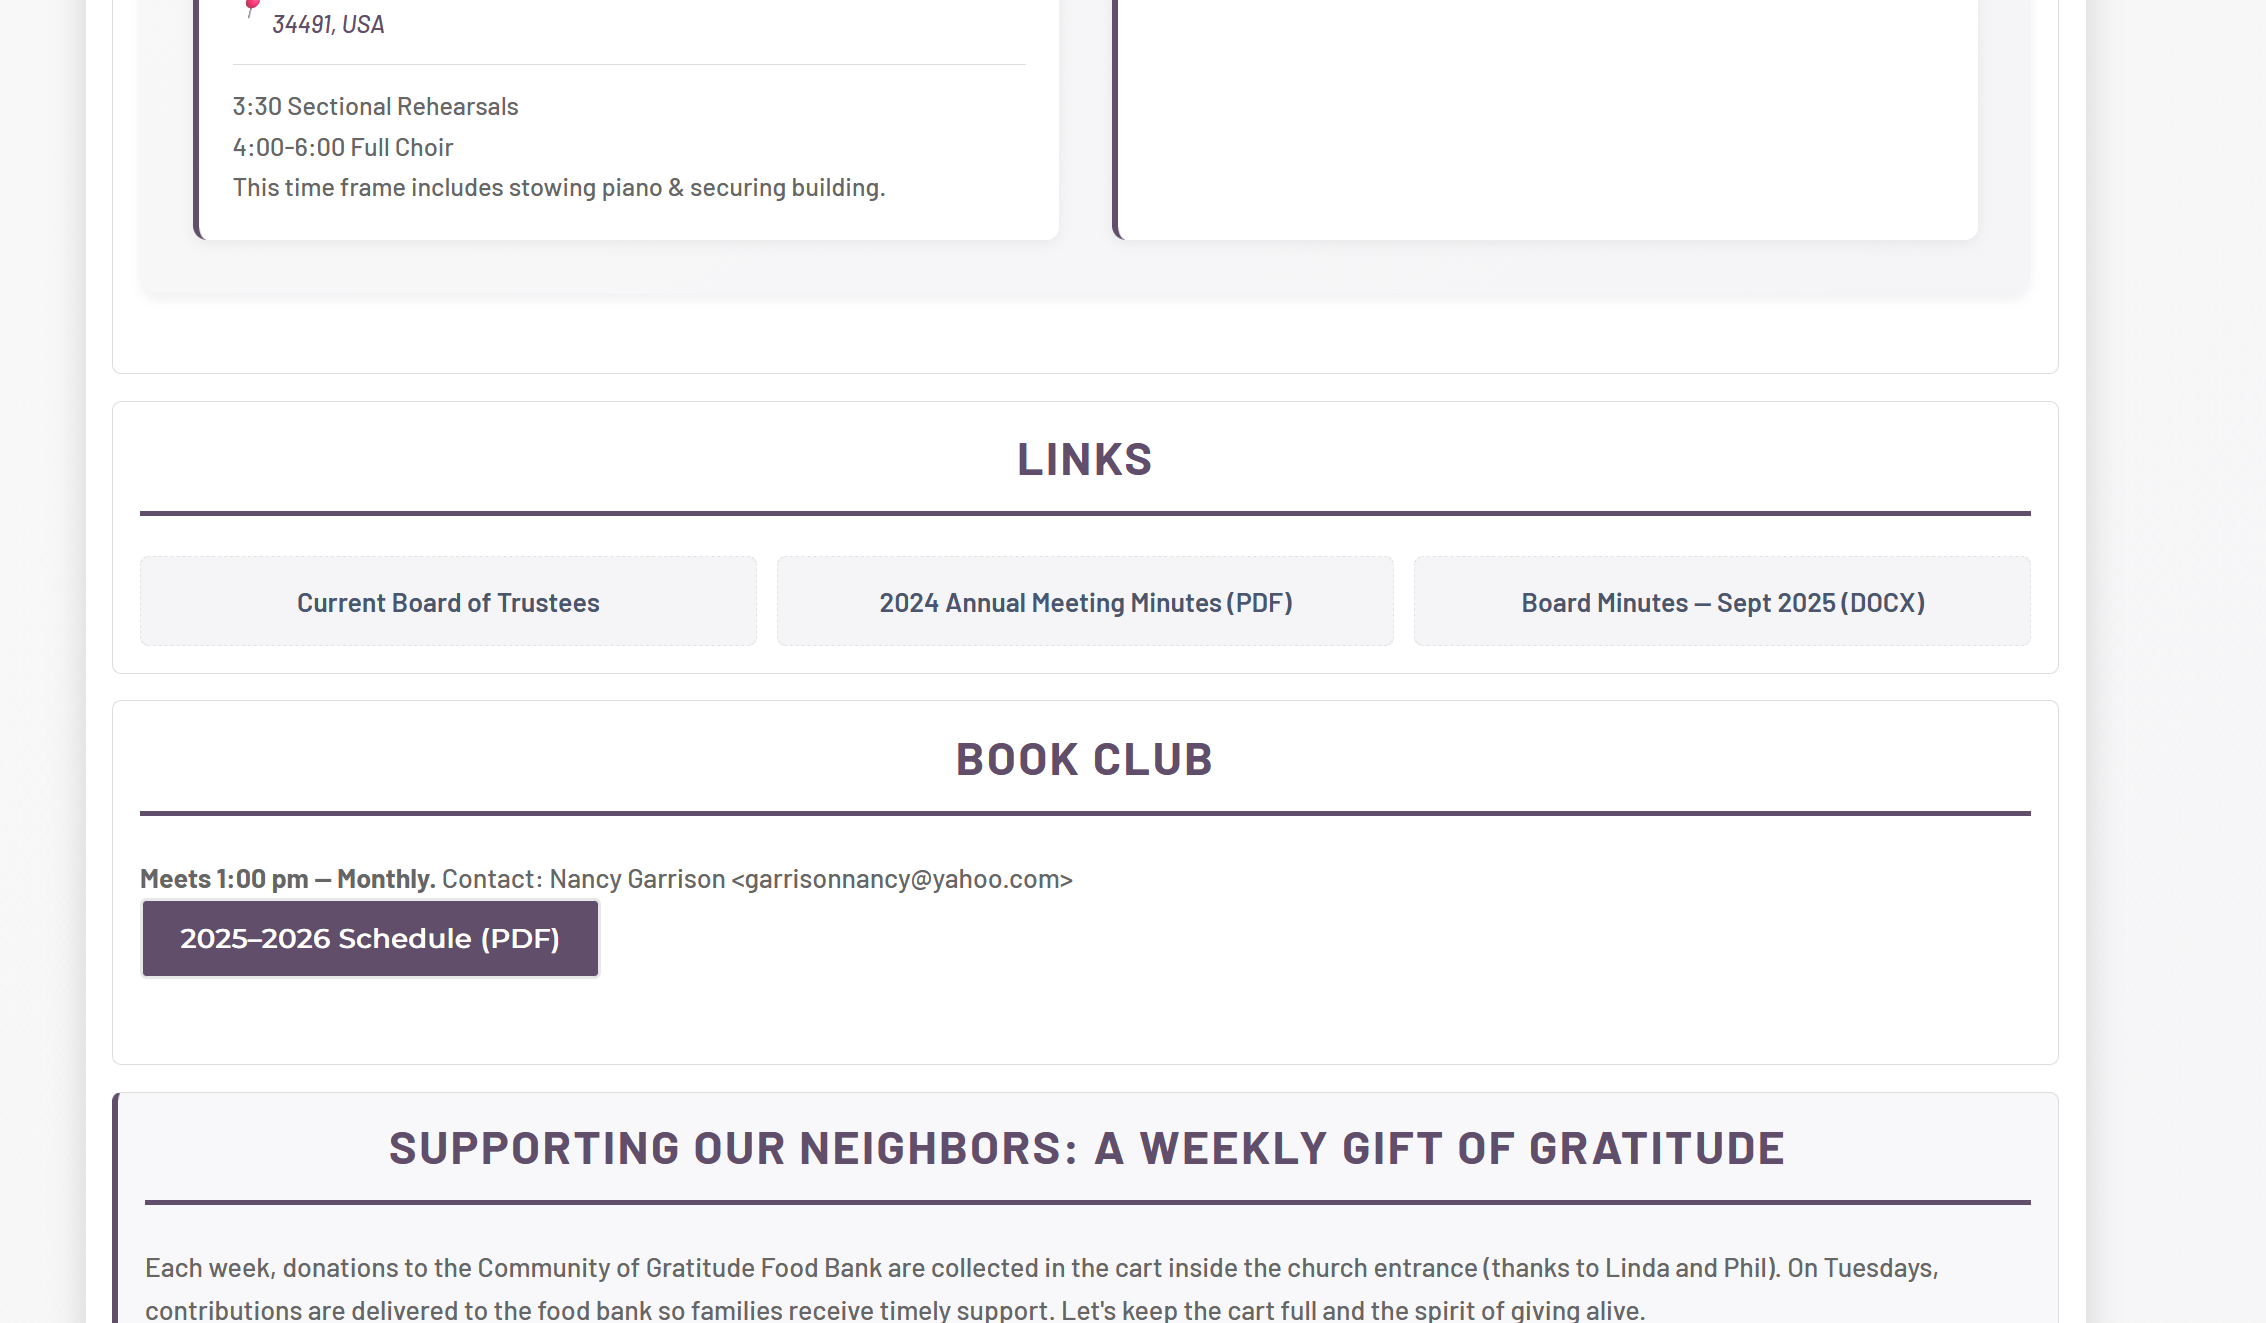 34491, USA
3:30 Sectional Rehearsals
4:00-6:00 Full Choir
This time frame includes stowing piano & securing building.
LINKS
Current Board of Trustees
2024 Annual Meeting Minutes (PDF)
Board Minutes – Sept 2025 (DOCX)
BOOK CLUB
Meets 1:00 pm – Monthly. Contact: Nancy Garrison <garrisonnancy@yahoo.com>
2025–2026 Schedule (PDF)
SUPPORTING OUR NEIGHBORS: A WEEKLY GIFT OF GRATITUDE
Each week, donations to the Community of Gratitude Food Bank are collected in the cart inside the church entrance (thanks to Linda and Phil). On Tuesdays,
contributions are delivered to the food bank so families receive timely support. Let's keep the cart full and the spirit of giving alive.